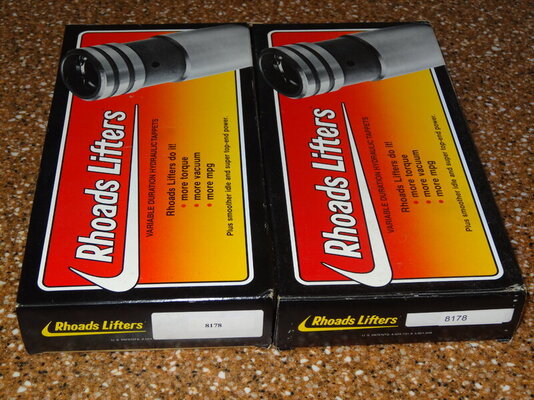 Rhoads Lifters
VARIABLE DURATION HYDRAULIC TAPPETS
Rhoads Lifters do it!
• more torque
• more vacuum
• more mpg
Plus smoother idle and super top-end power.
Rhoads Lifters
8178
Rhoads Lifters
VARIABLE DURATION HYDRAULIC TAPPETS
Rhoads Lifters do it!
• more torque
• more vacuum
• more mpg
Plus smoother idle and super top-end power.
Rhoads Lifters
8178